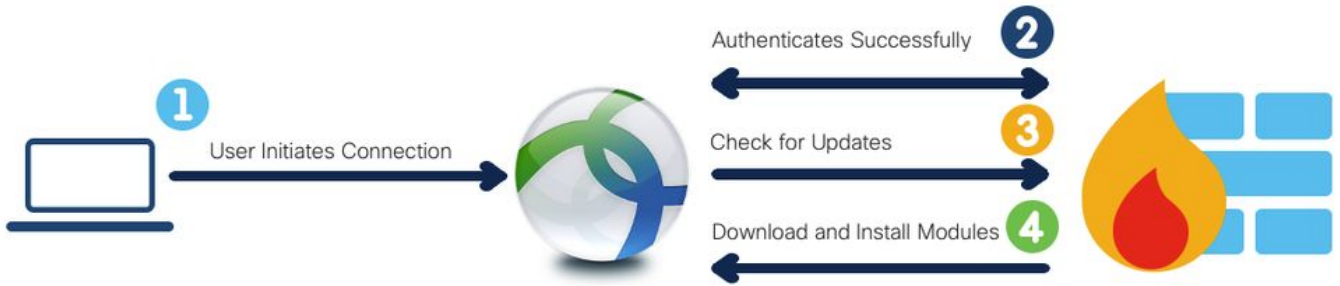 1
User Initiates Connection
Authenticates Successfully 2
Check for Updates 3
Download and Install Modules 4